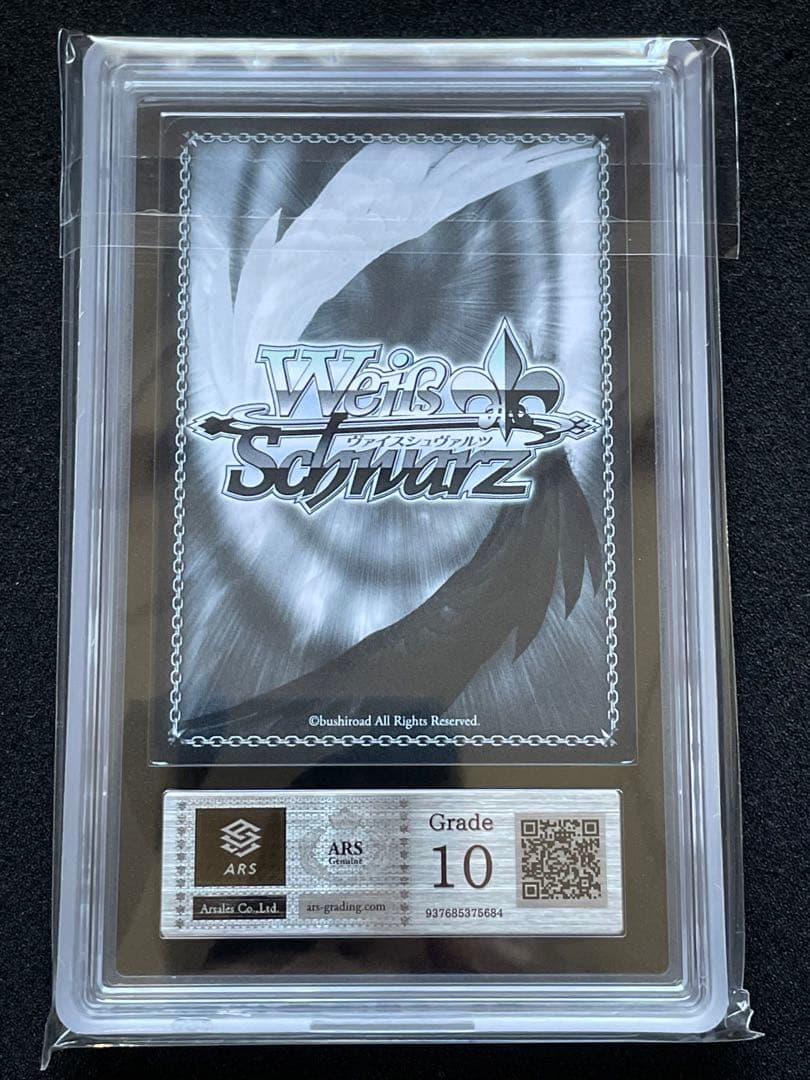 Weiß
ヴァイスシュヴァルツ
Schwarz
©bushiroad All Rights Reserved.
ARS
Arsales Co.,Ltd.
ARS
Genuine
ars-grading.com
Grade
10
937685375684